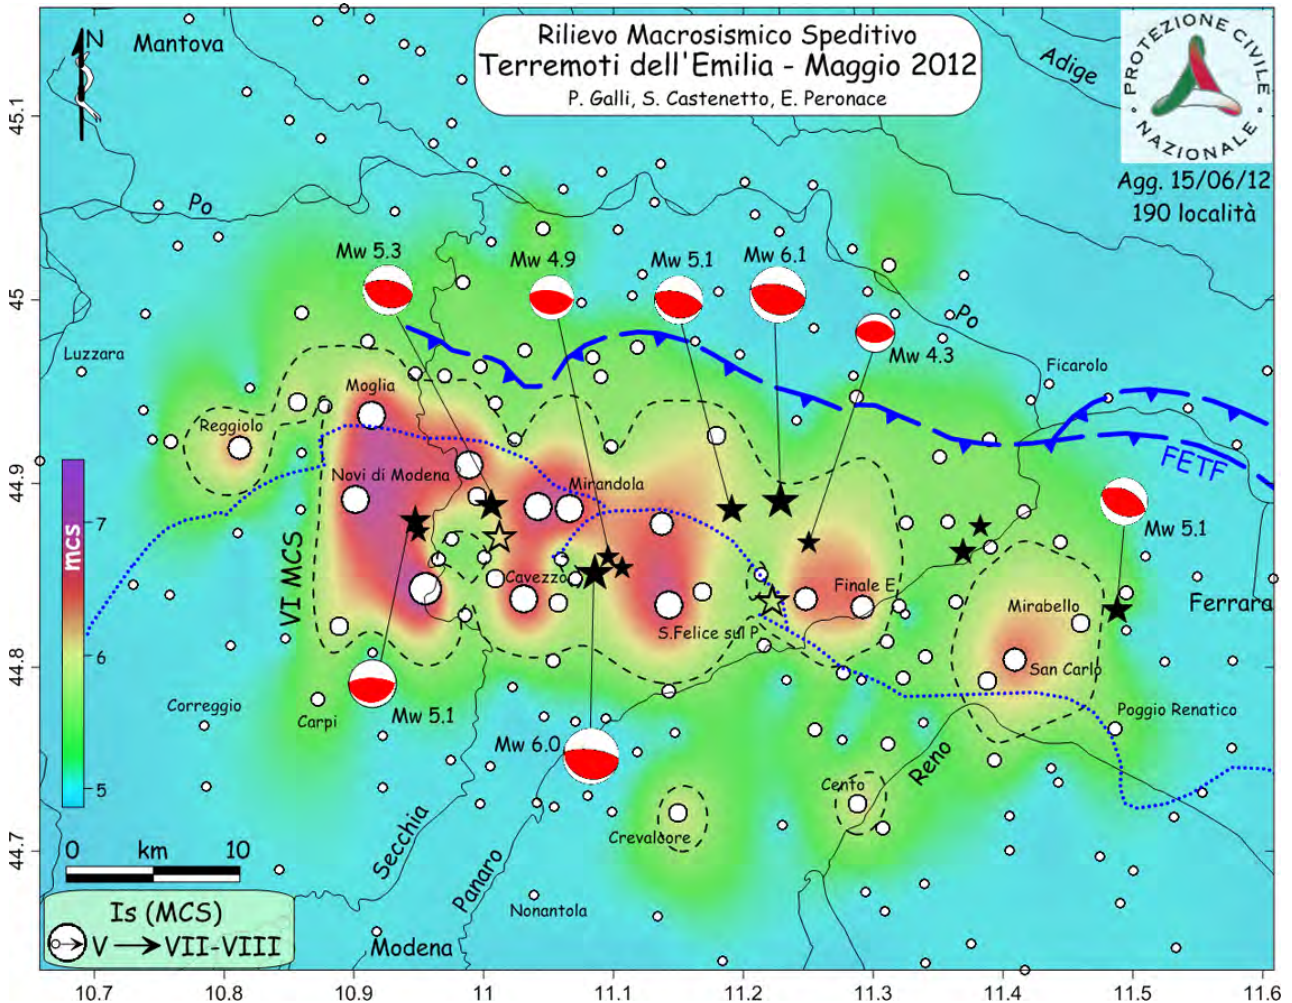 Rilievo Macrosismico Speditivo
Terremoti dell'Emilia - Maggio 2012
P. Galli, S. Castenetto, E. Peronace
PROTEZIONE CIVILE
NAZIONALE
Agg. 15/06/12
190 località
N
Mantova
Adige
Po
Mw 5.3
Mw 4.9
Mw 5.1
Mw 6.1
Po
Mw 4.3
Luzzara
Ficarolo
Moglia
Reggiolo
FETF
Novi di Modena
Mirandola
Mw 5.1
VI MCS
Cavezzo
Finale E.
Mirabello
Ferrara
S.Felice sul P.
San Carlo
Correggio
Carpi
Mw 5.1
Poggio Renatico
Mw 6.0
Reno
Cento
Crevalcore
Secchia
Panaro
Nonantola
Modena
mcs
7
6
5
0 km 10
Is (MCS)
V VII-VIII
45.1
45
44.9
44.8
44.7
10.7 10.8 10.9 11 11.1 11.2 11.3 11.4 11.5 11.6